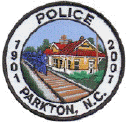 POLICE
1901 2001
PARKTON, N.C.